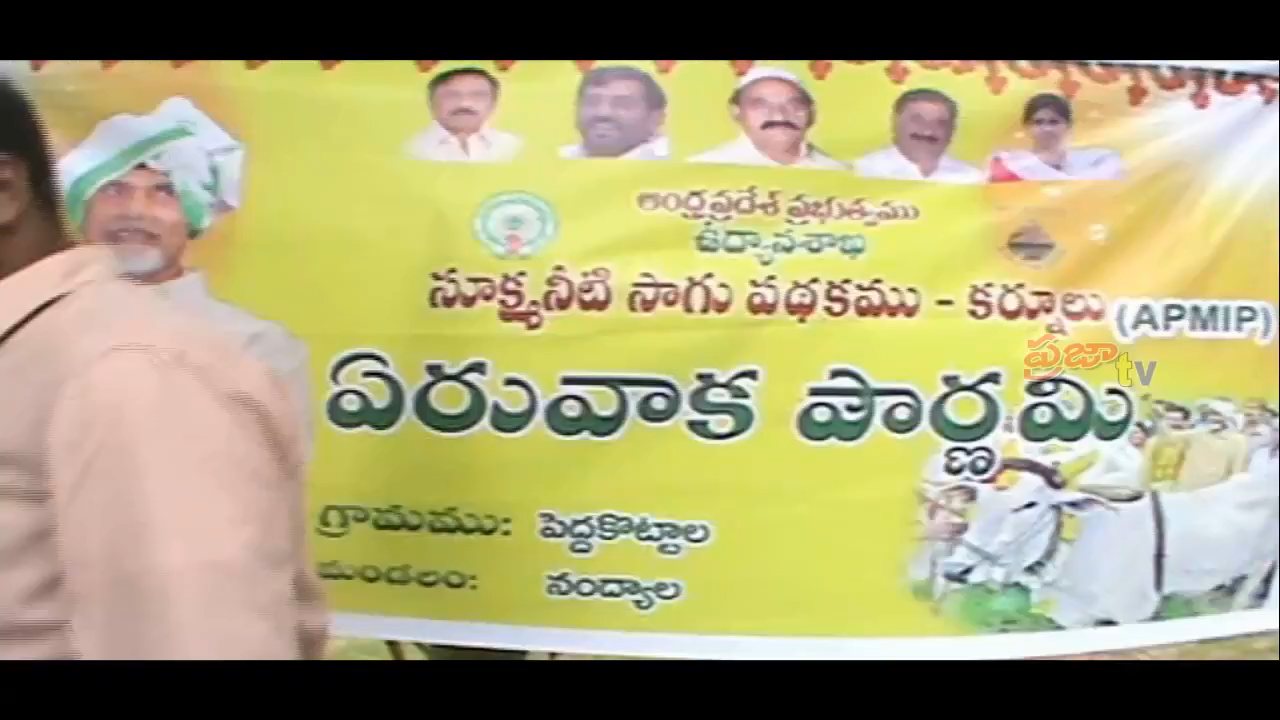 ఆంధ్రప్రదేశ్ ప్రభుత్వము
ఉద్యానశాఖ
సూక్ష్మనీటి సాగు పథకము - కర్నూలు (APMIP)
ప్రజా tv
ఏరువాక పౌర్ణమి
గ్రామము: పెద్దకొట్టాల
మండలం: నంద్యాల